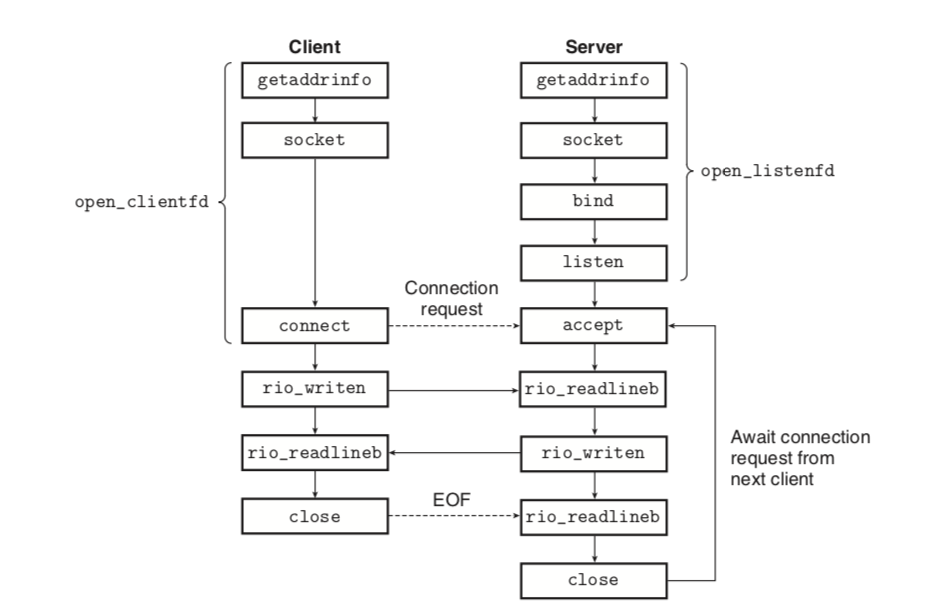 Client
Server
getaddrinfo
getaddrinfo
socket
socket
open_listenfd
open_clientfd
bind
listen
Connection
request
connect
accept
rio_writen
rio_readlineb
Await connection
request from
next client
rio_readlineb
rio_writen
EOF
close
rio_readlineb
close